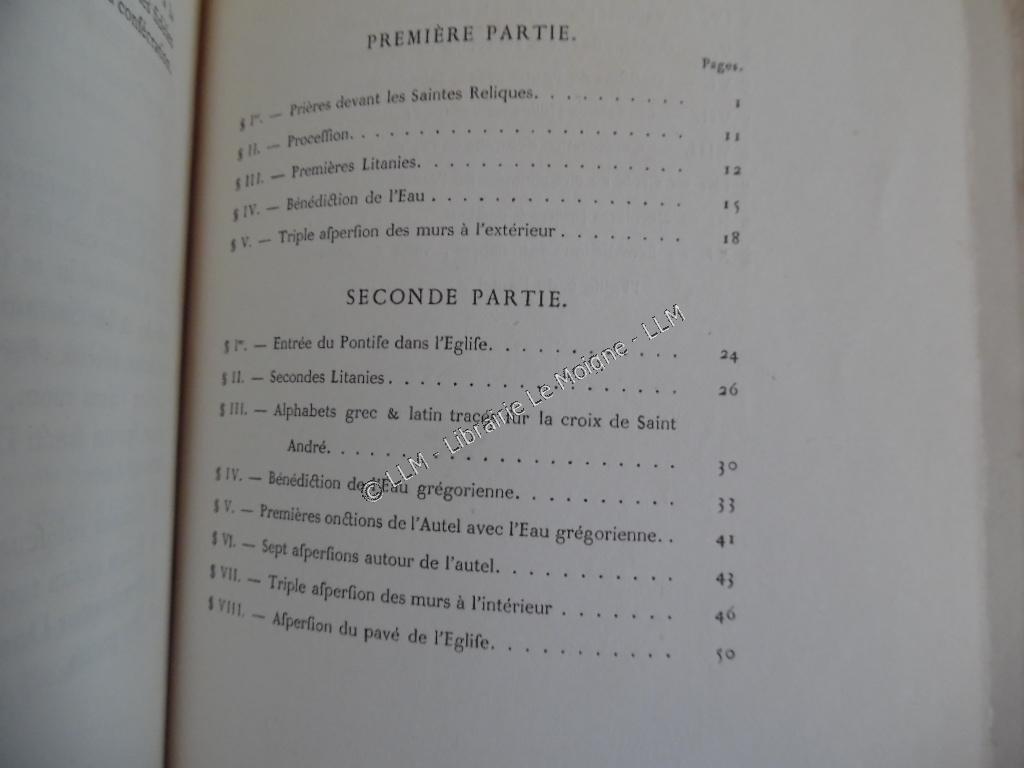 conſécration.
PREMIÈRE PARTIE.
Pages.
§ Iᵉʳ. — Prières devant les Saintes Reliques. . . . . . . . . . 1
§ II. — Proceſſion. . . . . . . . . . . . . . . . . . . . 11
§ III. — Premières Litanies. . . . . . . . . . . . . . . . 12
§ IV. — Bénédiction de l'Eau . . . . . . . . . . . . . . . 15
§ V. — Triple aſperſion des murs à l'extérieur . . . . . . . . 18
SECONDE PARTIE.
§ Iᵉʳ. — Entrée du Pontife dans l'Egliſe. . . . . . . . . . . . 24
§ II. — Secondes Litanies . . . . . . . . . . . . . . . . . 26
§ III. — Alphabets grec & latin tracés ſur la croix de Saint
André. . . . . . . . . . . . . . . . . . . . . 30
§ IV. — Bénédiction de l'Eau grégorienne. . . . . . . . . . 33
§ V. — Premières onctions de l'Autel avec l'Eau grégorienne. . 41
§ VI. — Sept aſperſions autour de l'autel. . . . . . . . . . . 43
§ VII. — Triple aſperſion des murs à l'intérieur . . . . . . . 46
§ VIII. — Aſperſion du pavé de l'Egliſe. . . . . . . . . . . 50
© LLM - Librairie Le Moigne - LLM